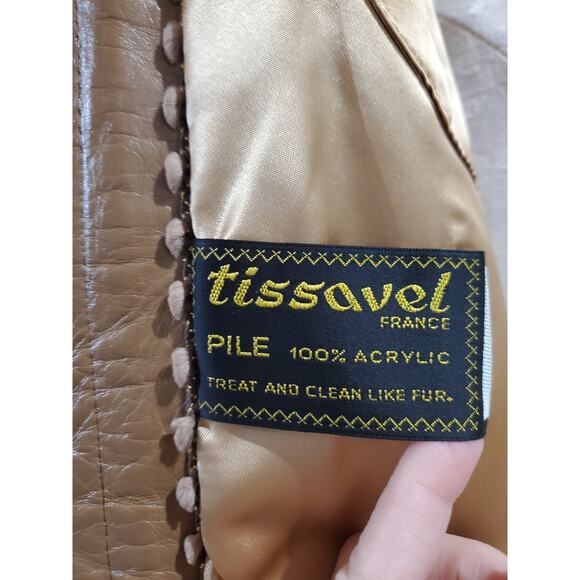 tissavel
FRANCE
PILE 100% ACRYLIC
TREAT AND CLEAN LIKE FUR.